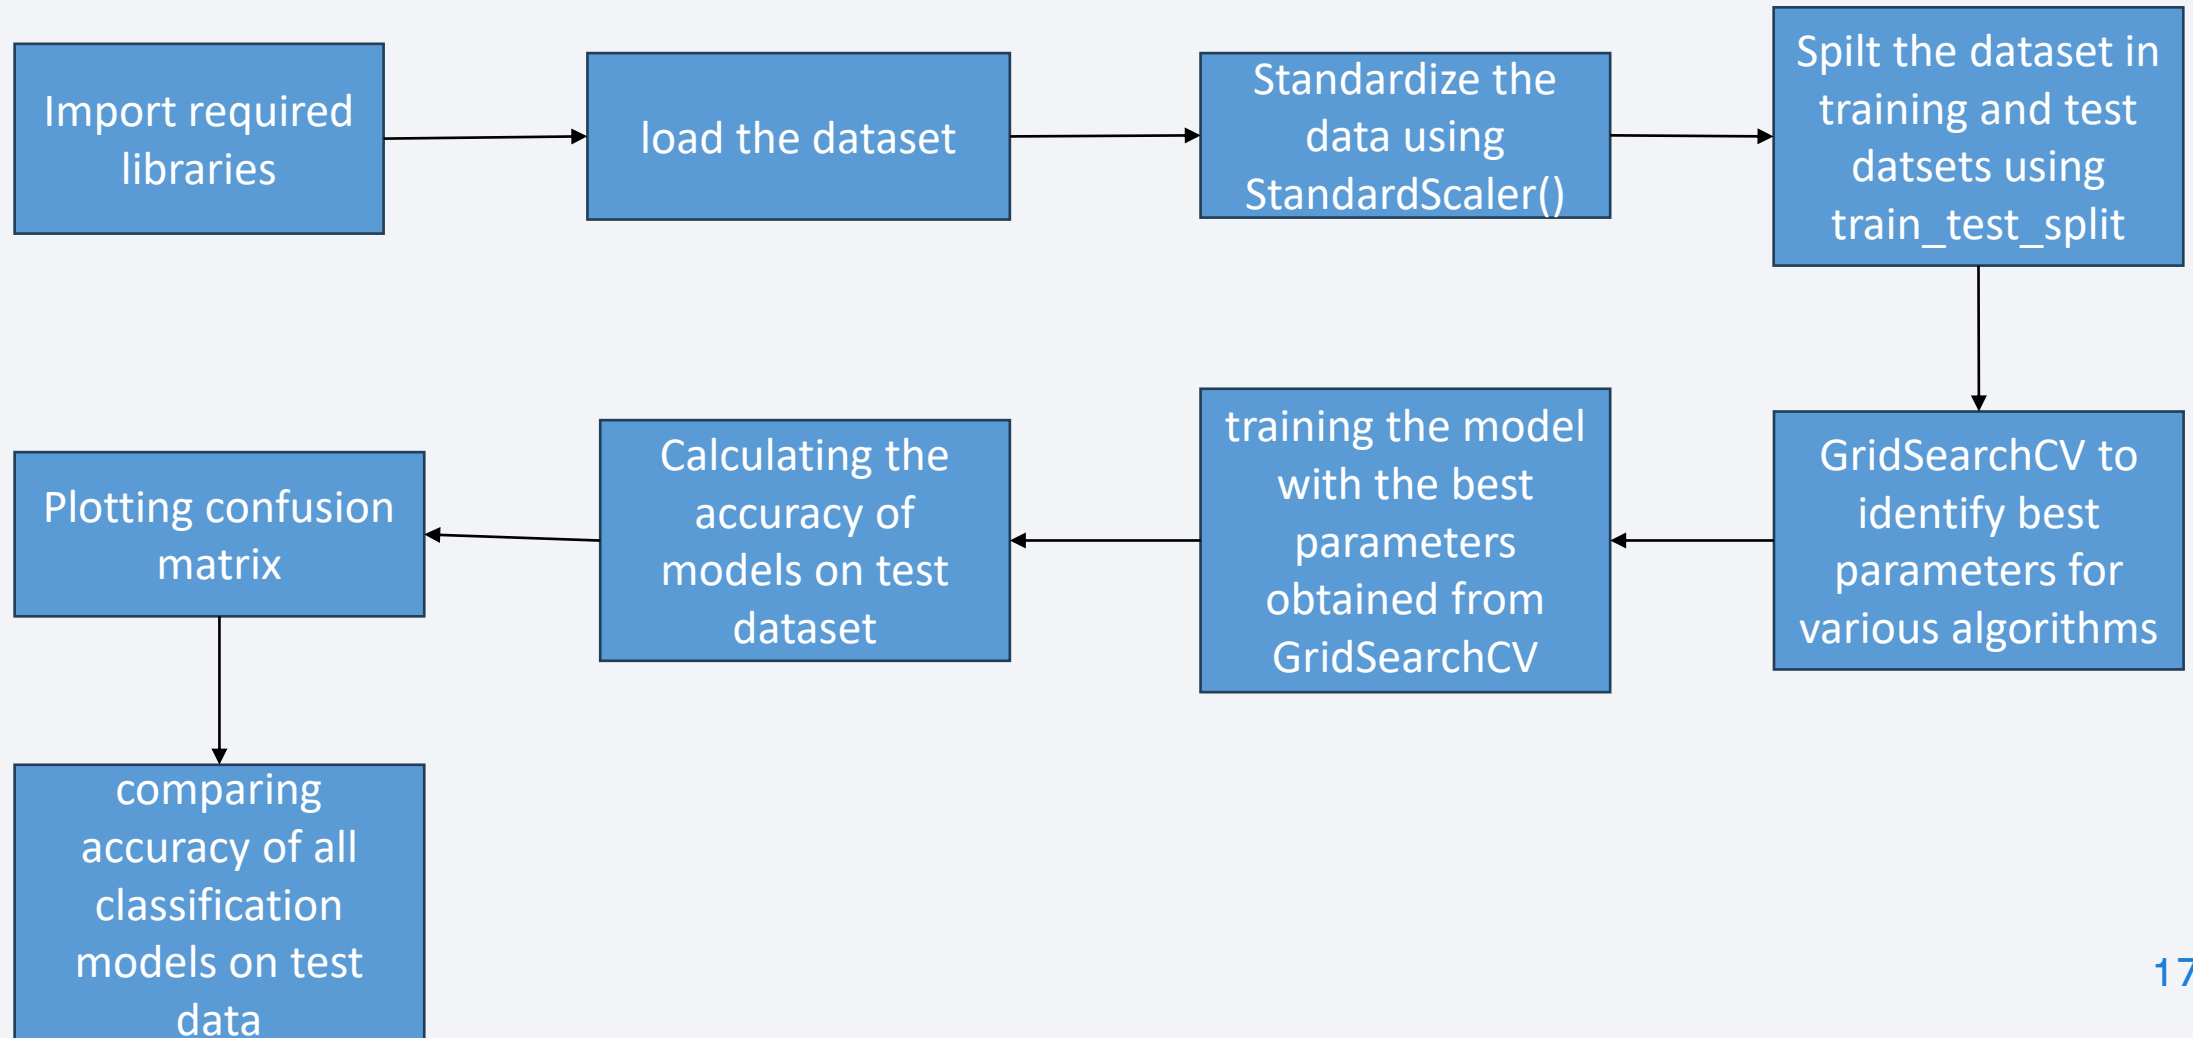 Import required
libraries
load the dataset
Standardize the
data using
StandardScaler()
Spilt the dataset in
training and test
datsets using
train_test_split
GridSearchCV to
identify best
parameters for
various algorithms
training the model
with the best
parameters
obtained from
GridSearchCV
Calculating the
accuracy of
models on test
dataset
Plotting confusion
matrix
comparing
accuracy of all
classification
models on test
data
17